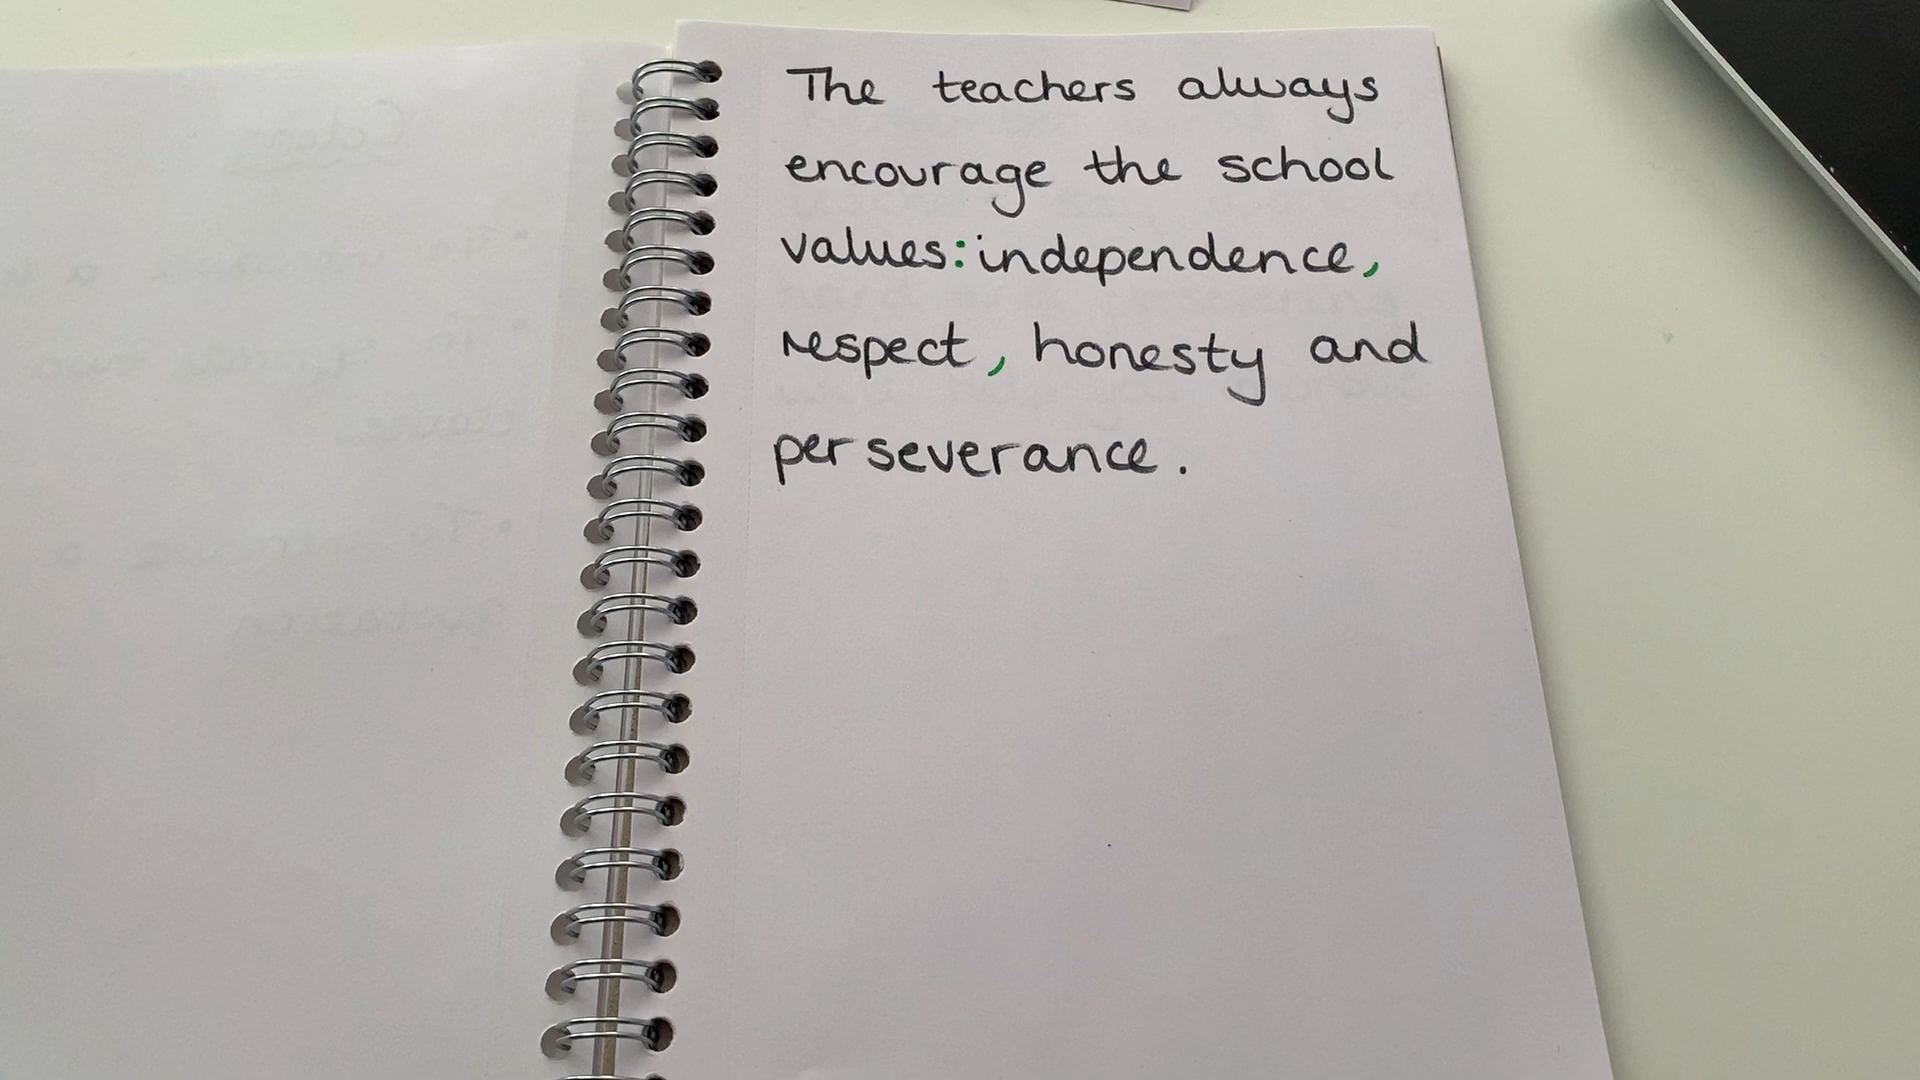 The teachers always
encourage the school
values: independence,
respect, honesty and
perseverance.